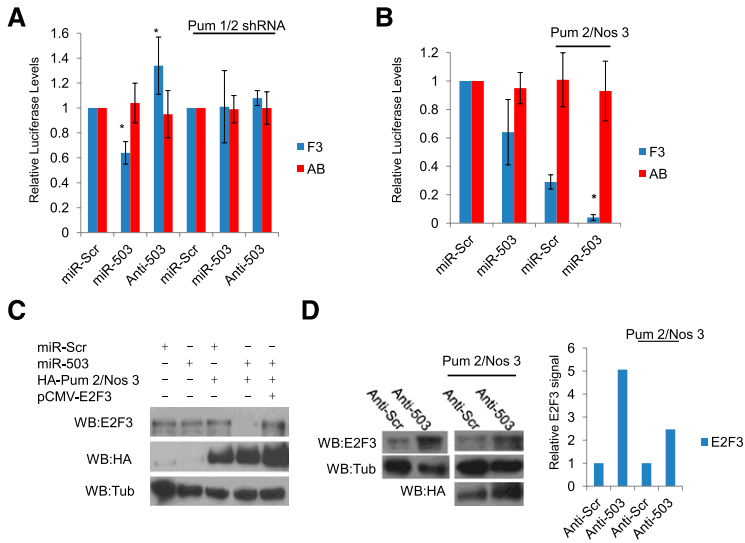 A
Pum 1/2 shRNA
Relative Luciferase Levels
1.6
1.4
1.2
1
0.8
0.6
0.4
0.2
0
*
*
F3
AB
miR-Scr
miR-503
Anti-503
miR-Scr
miR-503
Anti-503
B
Pum 2/Nos 3
Relative Luciferase Levels
1.2
1.0
0.8
0.6
0.4
0.2
0
*
F3
AB
miR-Scr
miR-503
miR-Scr
miR-503
C
miR-Scr + – + – –
miR-503 – + – + +
HA-Pum 2/Nos 3 – – + + +
pCMV-E2F3 – – – – +
WB:E2F3
WB:HA
WB:Tub
D
Pum 2/Nos 3
Anti-Scr
Anti-503
Anti-Scr
Anti-503
WB:E2F3
WB:Tub
WB:HA
Pum 2/Nos 3
Relative E2F3 signal
6
5
4
3
2
1
0
E2F3
Anti-Scr
Anti-503
Anti-Scr
Anti-503